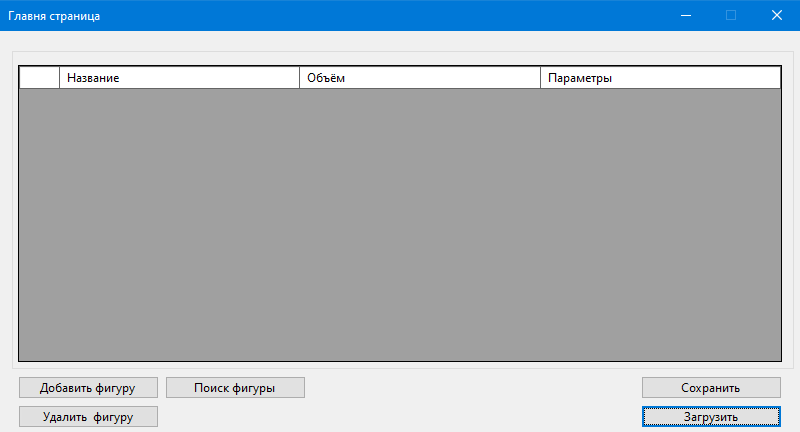 Главня страница
Название Объём Параметры
Добавить фигуру Поиск фигуры Сохранить
Удалить фигуру Загрузить